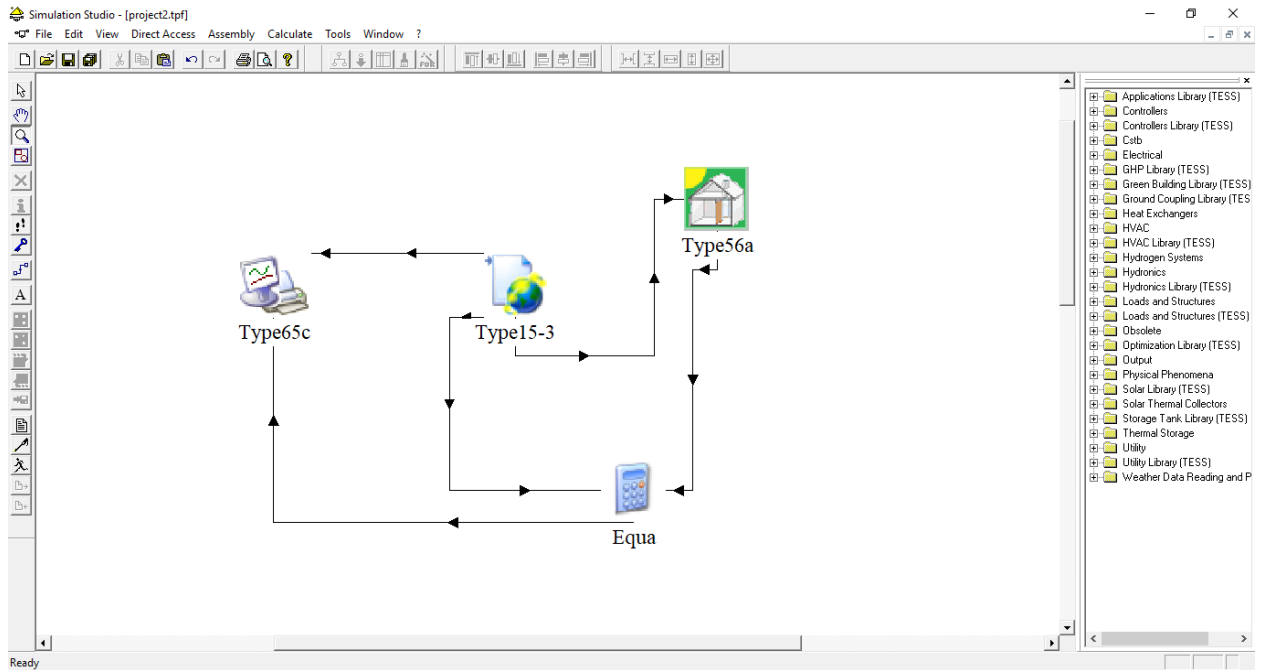 Simulation Studio - [project2.tpf]
File Edit View Direct Access Assembly Calculate Tools Window ?
FOR
A
Type56a
Type65c
Type15-3
Equa
Applications Library (TESS)
Controllers
Controllers Library (TESS)
Cstb
Electrical
GHP Library (TESS)
Green Building Library (TESS)
Ground Coupling Library (TES
Heat Exchangers
HVAC
HVAC Library (TESS)
Hydrogen Systems
Hydronics
Hydronics Library (TESS)
Loads and Structures
Loads and Structures (TESS)
Obsolete
Optimization Library (TESS)
Output
Physical Phenomena
Solar Library (TESS)
Solar Thermal Collectors
Storage Tank Library (TESS)
Thermal Storage
Utility
Utility Library (TESS)
Weather Data Reading and P
Ready